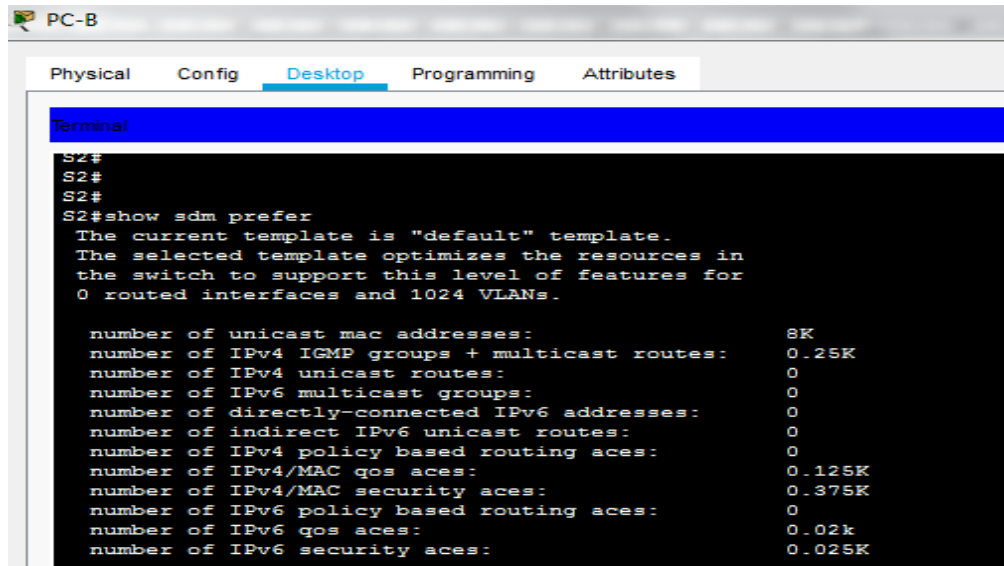 PC-B
Physical Config Desktop Programming Attributes
Terminal
S2#
S2#
S2#
S2#show sdm prefer
The current template is "default" template.
The selected template optimizes the resources in
the switch to support this level of features for
0 routed interfaces and 1024 VLANs.
number of unicast mac addresses: 8K
number of IPv4 IGMP groups + multicast routes: 0.25K
number of IPv4 unicast routes: 0
number of IPv6 multicast groups: 0
number of directly-connected IPv6 addresses: 0
number of indirect IPv6 unicast routes: 0
number of IPv4 policy based routing aces: 0
number of IPv4/MAC qos aces: 0.125K
number of IPv4/MAC security aces: 0.375K
number of IPv6 policy based routing aces: 0
number of IPv6 qos aces: 0.02k
number of IPv6 security aces: 0.025K